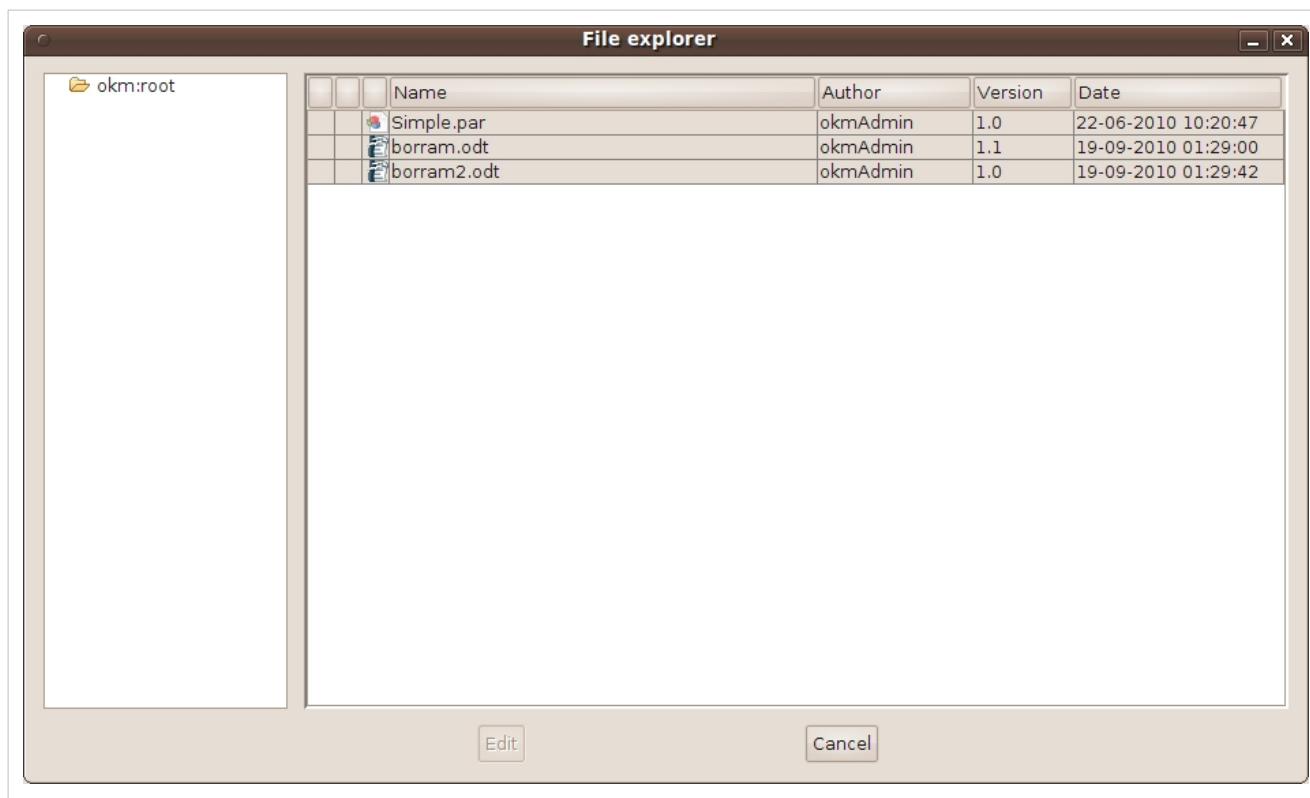 File explorer
okm:root
Name Author Version Date
Simple.par okmAdmin 1.0 22-06-2010 10:20:47
borram.odt okmAdmin 1.1 19-09-2010 01:29:00
borram2.odt okmAdmin 1.0 19-09-2010 01:29:42
Edit Cancel